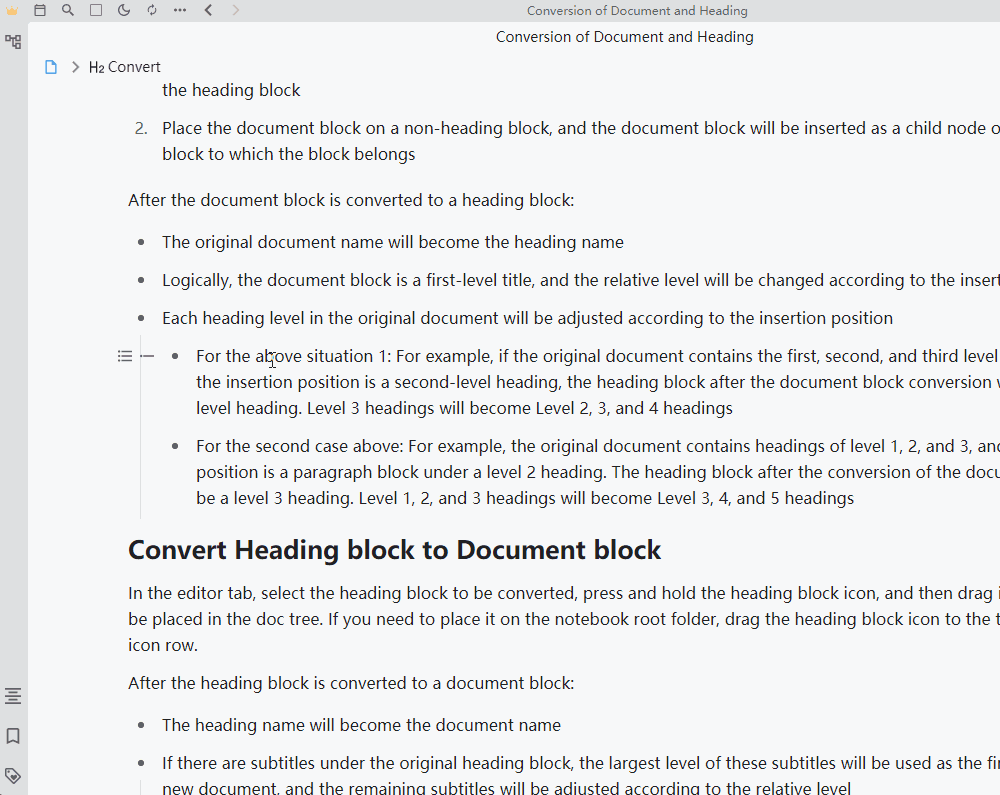 Conversion of Document and Heading
Conversion of Document and Heading
H2 Convert
the heading block
2. Place the document block on a non-heading block, and the document block will be inserted as a child node o
block to which the block belongs
After the document block is converted to a heading block:
• The original document name will become the heading name
• Logically, the document block is a first-level title, and the relative level will be changed according to the insert
• Each heading level in the original document will be adjusted according to the insertion position
• For the above situation 1: For example, if the original document contains the first, second, and third level
the insertion position is a second-level heading, the heading block after the document block conversion w
level heading. Level 3 headings will become Level 2, 3, and 4 headings
• For the second case above: For example, the original document contains headings of level 1, 2, and 3, and
position is a paragraph block under a level 2 heading. The heading block after the conversion of the docu
be a level 3 heading. Level 1, 2, and 3 headings will become Level 3, 4, and 5 headings
Convert Heading block to Document block
In the editor tab, select the heading block to be converted, press and hold the heading block icon, and then drag i
be placed in the doc tree. If you need to place it on the notebook root folder, drag the heading block icon to the t
icon row.
After the heading block is converted to a document block:
• The heading name will become the document name
• If there are subtitles under the original heading block, the largest level of these subtitles will be used as the fir
new document, and the remaining subtitles will be adjusted according to the relative level